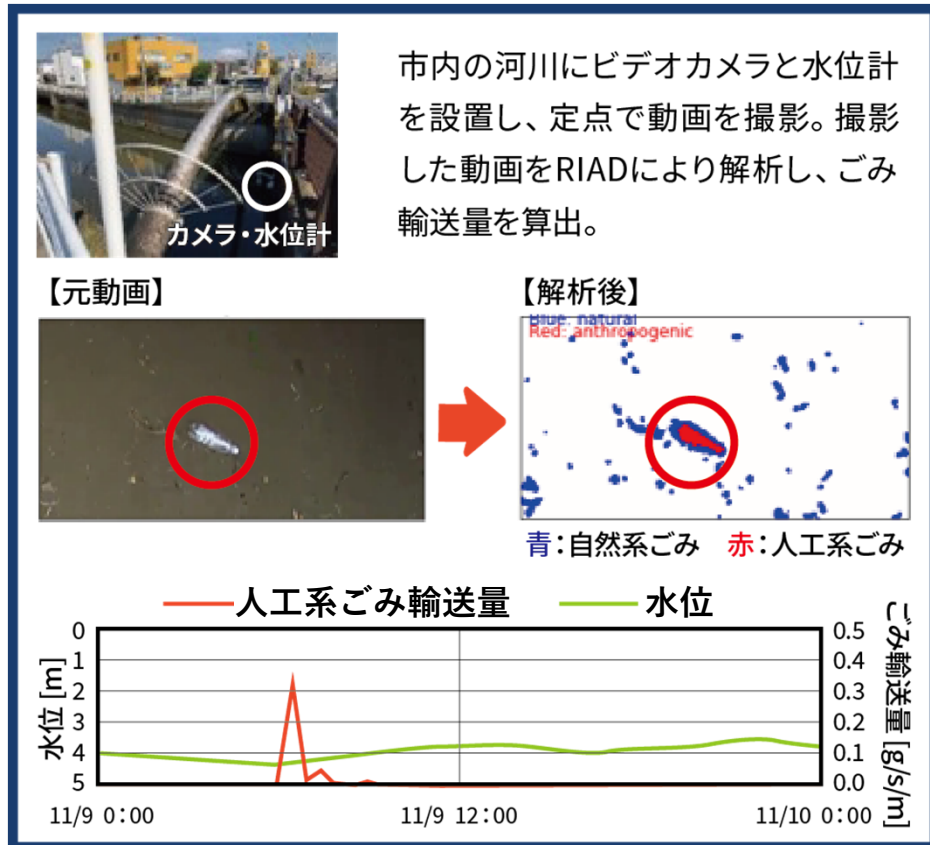 市内の河川にビデオカメラと水位計
を設置し、定点で動画を撮影。撮影
した動画をRIADにより解析し、ごみ
輸送量を算出。
カメラ・水位計
【元動画】
【解析後】
Blue: natural
Red: anthropogenic
青：自然系ごみ 赤：人工系ごみ
人工系ごみ輸送量 水位
水位 [m]
0
1
2
3
4
5
0.5
0.4
0.3
0.2
0.1
0.0
ごみ輸送量 [g/s/m]
11/9 0：00 11/9 12：00 11/10 0：00